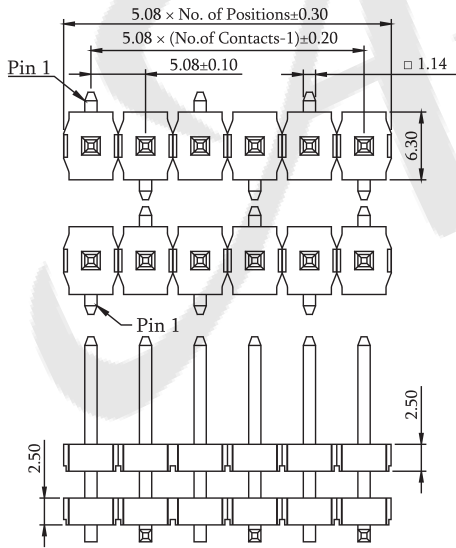 5.08 × No. of Positions±0.30
5.08 × (No.of Contacts-1)±0.20
Pin 1
5.08±0.10
□ 1.14
6.30
Pin 1
2.50
2.50